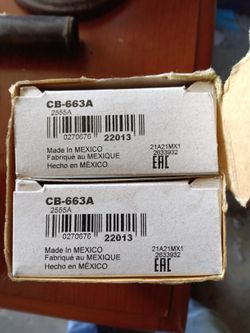 CB-663A
2555A
0270676 22013
Made In MEXICO
Fabriqué au MEXIQUE
Hecho en MÉXICO
21A21MX1
2633932
EAC
CB-663A
2555A
0270676 22013
Made In MEXICO
Fabriqué au MEXIQUE
Hecho en MÉXICO
21A21MX1
2633932
EAC